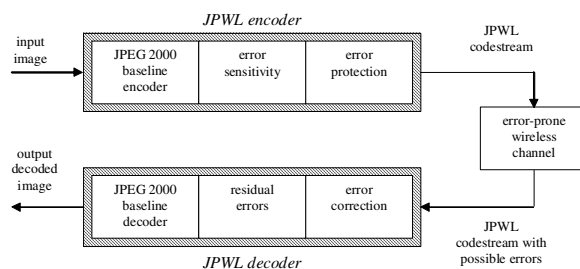 JPWL encoder
input
image
JPEG 2000
baseline
encoder
error
sensitivity
error
protection
JPWL
codestream
error-prone
wireless
channel
output
decoded
image
JPEG 2000
baseline
decoder
residual
errors
error
correction
JPWL
codestream with
possible errors
JPWL decoder